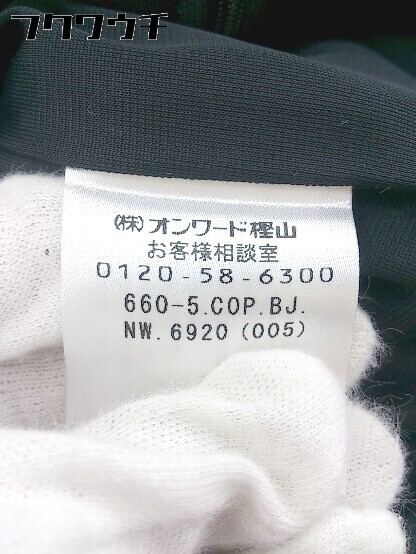 フクワウチ
(株)オンワード樫山
お客様相談室
0120-58-6300
660-5.COP.BJ.
NW.6920 (005)